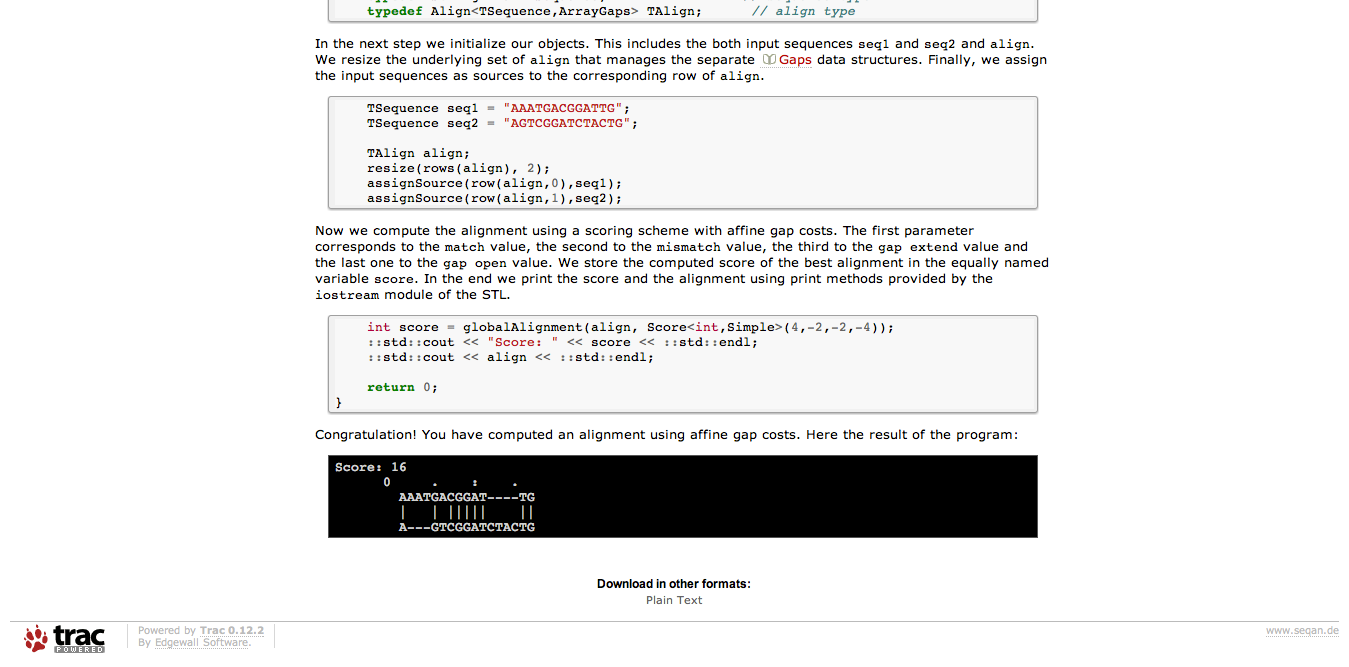 typedef Align<TSequence,ArrayGaps> TAlign;      // align type
In the next step we initialize our objects. This includes the both input sequences seq1 and seq2 and align.
We resize the underlying set of align that manages the separate Gaps data structures. Finally, we assign
the input sequences as sources to the corresponding row of align.
    TSequence seq1 = "AAATGACGGATTG";
    TSequence seq2 = "AGTCGGATCTACTG";
    TAlign align;
    resize(rows(align), 2);
    assignSource(row(align,0),seq1);
    assignSource(row(align,1),seq2);
Now we compute the alignment using a scoring scheme with affine gap costs. The first parameter
corresponds to the match value, the second to the mismatch value, the third to the gap extend value and
the last one to the gap open value. We store the computed score of the best alignment in the equally named
variable score. In the end we print the score and the alignment using print methods provided by the
iostream module of the STL.
    int score = globalAlignment(align, Score<int,Simple>(4,-2,-2,-4));
    ::std::cout << "Score: " << score << ::std::endl;
    ::std::cout << align << ::std::endl;
    return 0;
}
Congratulation! You have computed an alignment using affine gap costs. Here the result of the program:
Score: 16
      0     .    :    .
        AAATGACGGAT----TG
        |   | |||||    ||
        A---GTCGGATCTACTG
Download in other formats:
Plain Text
trac POWERED
Powered by Trac 0.12.2
By Edgewall Software.
www.seqan.de